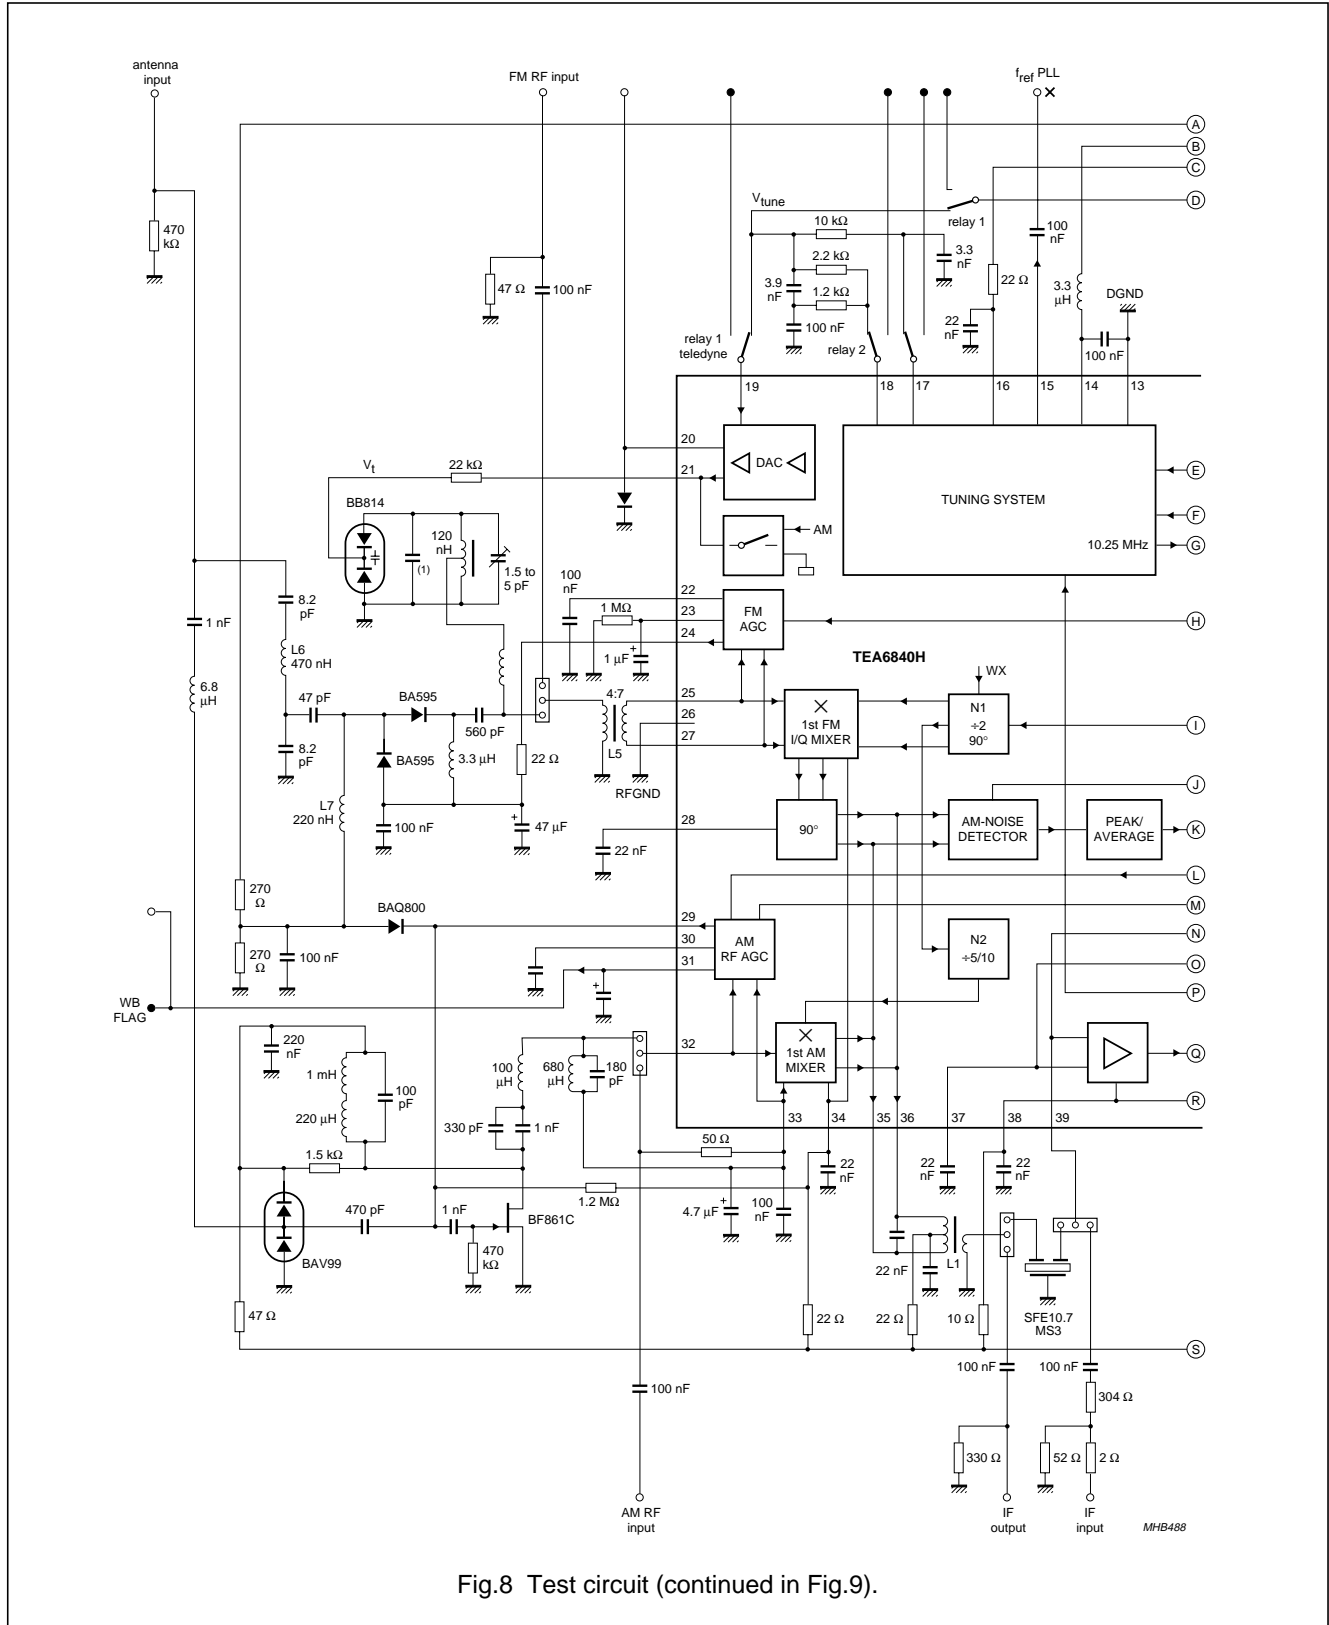 antenna
input
FM RF input
f_ref PLL
A
B
C
D
470
kΩ
V_tune
10 kΩ
2.2 kΩ
3.9
nF
1.2 kΩ
100 nF
relay 1
3.3
nF
100
nF
22 Ω
22
nF
3.3
μH
DGND
100 nF
47 Ω
100 nF
relay 1
teledyne
relay 2
19
18
17
16
15
14
13
20
21
DAC
TUNING SYSTEM
10.25 MHz
E
F
G
V_t
22 kΩ
BB814
(1)
120
nH
1.5 to
5 pF
AM
100
nF
22
23
24
1 MΩ
+
1 μF
FM
AGC
H
TEA6840H
8.2
pF
1 nF
L6
470 nH
6.8
μH
47 pF
BA595
560 pF
8.2
pF
BA595
3.3 μH
22 Ω
4:7
L5
RFGND
25
26
27
1st FM
I/Q MIXER
WX
N1
÷2
90°
I
L7
220 nH
100 nF
+
47 μF
28
22 nF
90°
AM-NOISE
DETECTOR
PEAK/
AVERAGE
J
K
L
M
270
Ω
BAQ800
29
30
31
AM
RF AGC
N2
÷5/10
N
O
P
270
Ω
100 nF
+
WB
FLAG
220
nF
1 mH
220 μH
100
pF
100
μH
680
μH
180
pF
32
1st AM
MIXER
Q
R
330 pF
1 nF
33
34
35
36
37
38
39
1.5 kΩ
50 Ω
22
nF
22
nF
22
nF
1.2 MΩ
470 pF
1 nF
BF861C
4.7 μF
+
100
nF
BAV99
470
kΩ
22 nF
L1
SFE10.7
MS3
47 Ω
22 Ω
22 Ω
10 Ω
S
100 nF
100 nF
100 nF
304 Ω
330 Ω
52 Ω
2 Ω
AM RF
input
IF
output
IF
input
MHB488
Fig.8 Test circuit (continued in Fig.9).